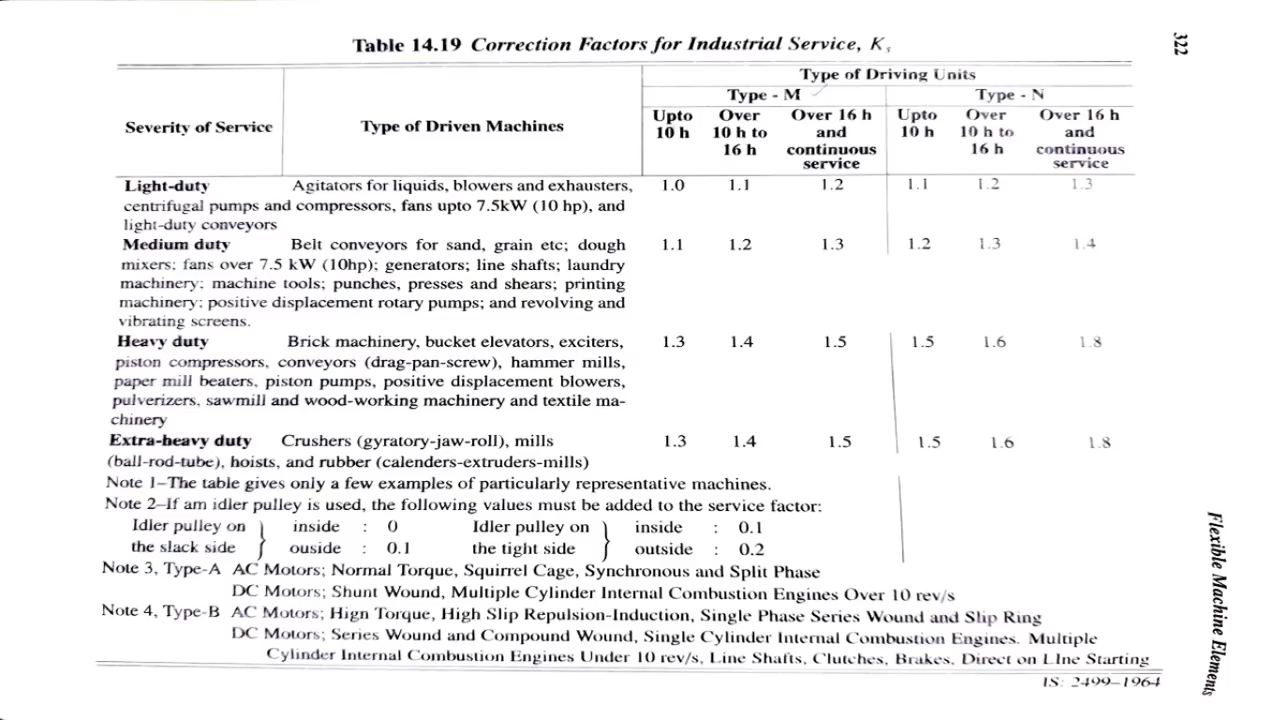 Table 14.19 Correction Factors for Industrial Service, Ks
322
Type of Driving Units
Type - M Type - N
Severity of Service Type of Driven Machines Upto 10 h Over 10 h to 16 h Over 16 h and continuous service Upto 10 h Over 10 h to 16 h Over 16 h and continuous service
Light-duty Agitators for liquids, blowers and exhausters, 1.0 1.1 1.2 1.1 1.2 1.3
centrifugal pumps and compressors, fans upto 7.5kW (10 hp), and
light-duty conveyors
Medium duty Belt conveyors for sand, grain etc; dough 1.1 1.2 1.3 1.2 1.3 1.4
mixers; fans over 7.5 kW (10hp); generators; line shafts; laundry
machinery; machine tools; punches, presses and shears; printing
machinery; positive displacement rotary pumps; and revolving and
vibrating screens.
Heavy duty Brick machinery, bucket elevators, exciters, 1.3 1.4 1.5 1.5 1.6 1.8
piston compressors, conveyors (drag-pan-screw), hammer mills,
paper mill beaters, piston pumps, positive displacement blowers,
pulverizers, sawmill and wood-working machinery and textile ma-
chinery
Extra-heavy duty Crushers (gyratory-jaw-roll), mills 1.3 1.4 1.5 1.5 1.6 1.8
(ball-rod-tube), hoists, and rubber (calenders-extruders-mills)
Note 1–The table gives only a few examples of particularly representative machines.
Note 2–If am idler pulley is used, the following values must be added to the service factor:
Idler pulley on } inside : 0 Idler pulley on } inside : 0.1
the slack side } ouside : 0.1 the tight side } outside : 0.2
Note 3, Type-A AC Motors; Normal Torque, Squirrel Cage, Synchronous and Split Phase
DC Motors; Shunt Wound, Multiple Cylinder Internal Combustion Engines Over 10 rev/s
Note 4, Type-B AC Motors; Hign Torque, High Slip Repulsion-Induction, Single Phase Series Wound and Slip Ring
DC Motors; Series Wound and Compound Wound, Single Cylinder Internal Combustion Engines. Multiple
Cylinder Internal Combustion Engines Under 10 rev/s, Line Shafts, Clutches, Brakes, Direct on LIne Starting
IS: 2499–1964
Flexible Machine Elements